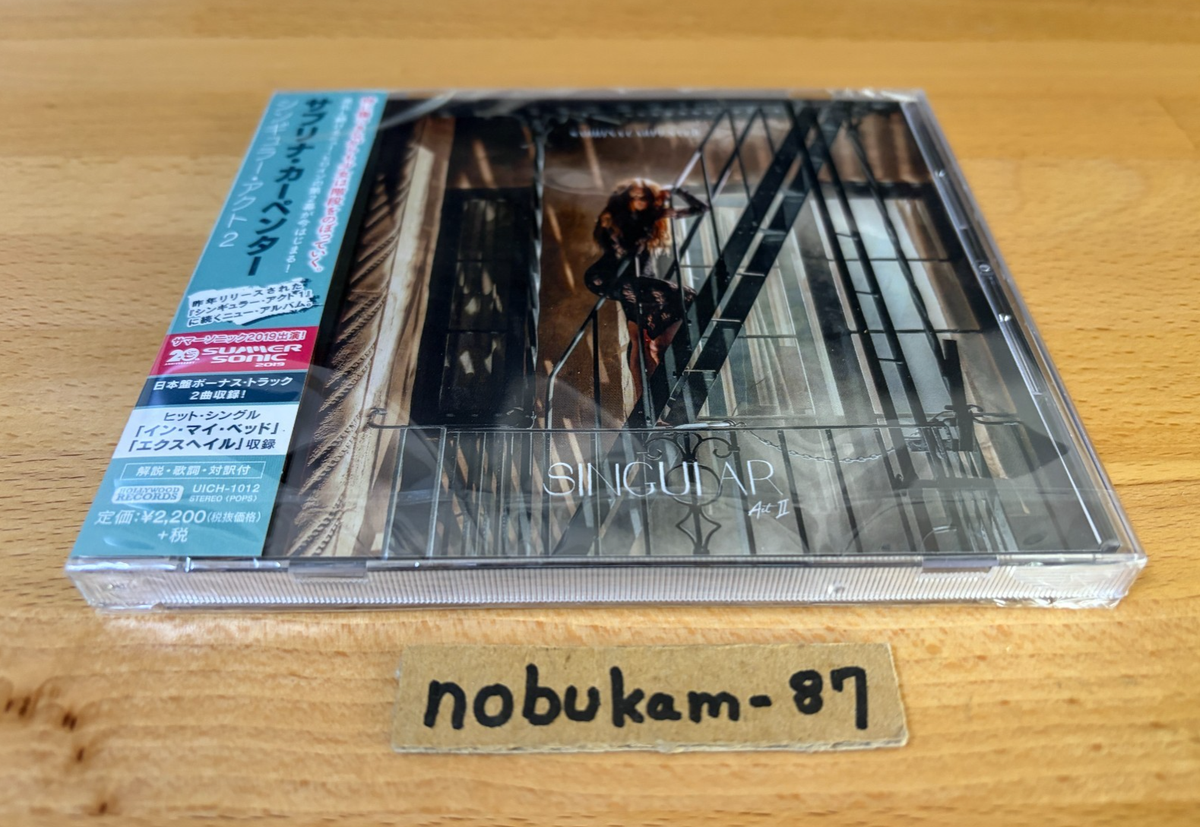 サブリナ・カーペンター
シンギュラー・アクト2
昨年リリースされた
『シンギュラー・アクト1』
に続くニュー・アルバム。
サマーソニック2019出演!
20 SUMMER
SONIC
2019
日本盤ボーナス・トラック
2曲収録!
ヒット・シングル
「イン・マイ・ベッド」
「エクスヘイル」収録
解説・歌詞・対訳付
HOLLYWOOD
RECORDS
UICH-1012
STEREO (POPS)
定価:¥2,200(税抜価格)
+税
SINGULAR
Act II
nobukam-87